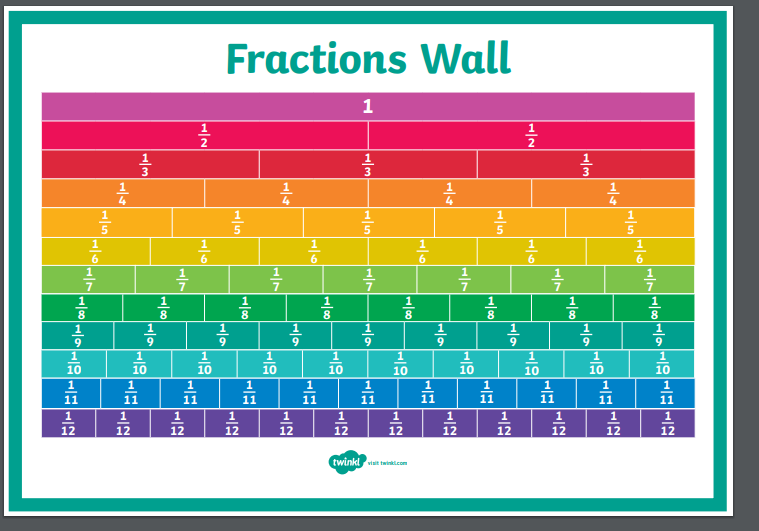 Fractions Wall
1
1/2 1/2
1/3 1/3 1/3
1/4 1/4 1/4 1/4
1/5 1/5 1/5 1/5 1/5
1/6 1/6 1/6 1/6 1/6 1/6
1/7 1/7 1/7 1/7 1/7 1/7 1/7
1/8 1/8 1/8 1/8 1/8 1/8 1/8 1/8
1/9 1/9 1/9 1/9 1/9 1/9 1/9 1/9 1/9
1/10 1/10 1/10 1/10 1/10 1/10 1/10 1/10 1/10 1/10
1/11 1/11 1/11 1/11 1/11 1/11 1/11 1/11 1/11 1/11 1/11
1/12 1/12 1/12 1/12 1/12 1/12 1/12 1/12 1/12 1/12 1/12 1/12
twinkl visit twinkl.com